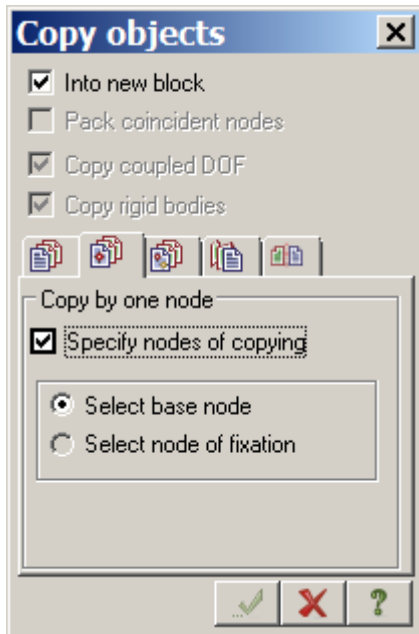 Copy objects
Into new block
Pack coincident nodes
Copy coupled DOF
Copy rigid bodies
Copy by one node
Specify nodes of copying
Select base node
Select node of fixation
?